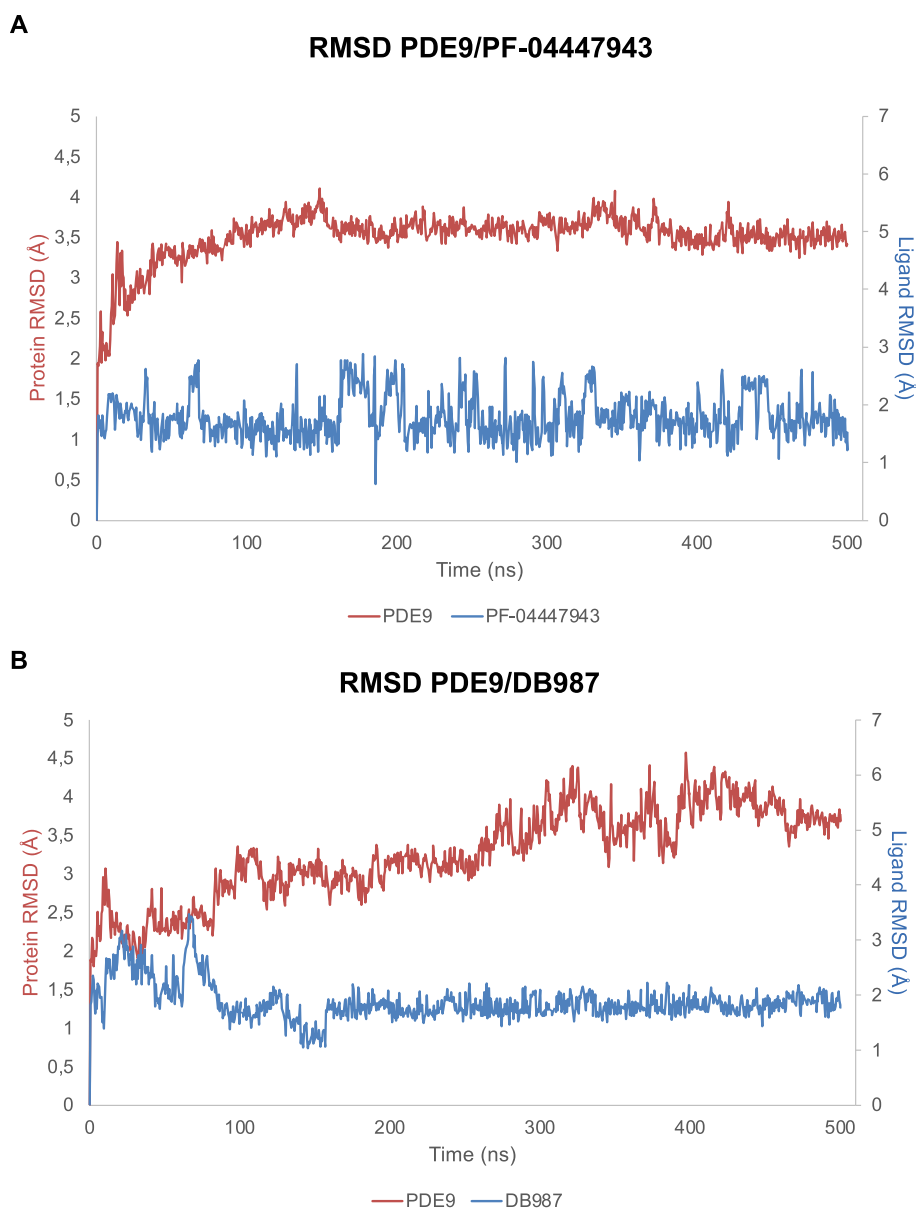 A
RMSD PDE9/PF-04447943
Protein RMSD (Å)
5
4,5
4
3,5
3
2,5
2
1,5
1
0,5
0
7
6
5
4
3
2
1
0
Ligand RMSD (Å)
0 100 200 300 400 500
Time (ns)
PDE9 PF-04447943
B
RMSD PDE9/DB987
Protein RMSD (Å)
5
4,5
4
3,5
3
2,5
2
1,5
1
0,5
0
7
6
5
4
3
2
1
0
Ligand RMSD (Å)
0 100 200 300 400 500
Time (ns)
PDE9 DB987